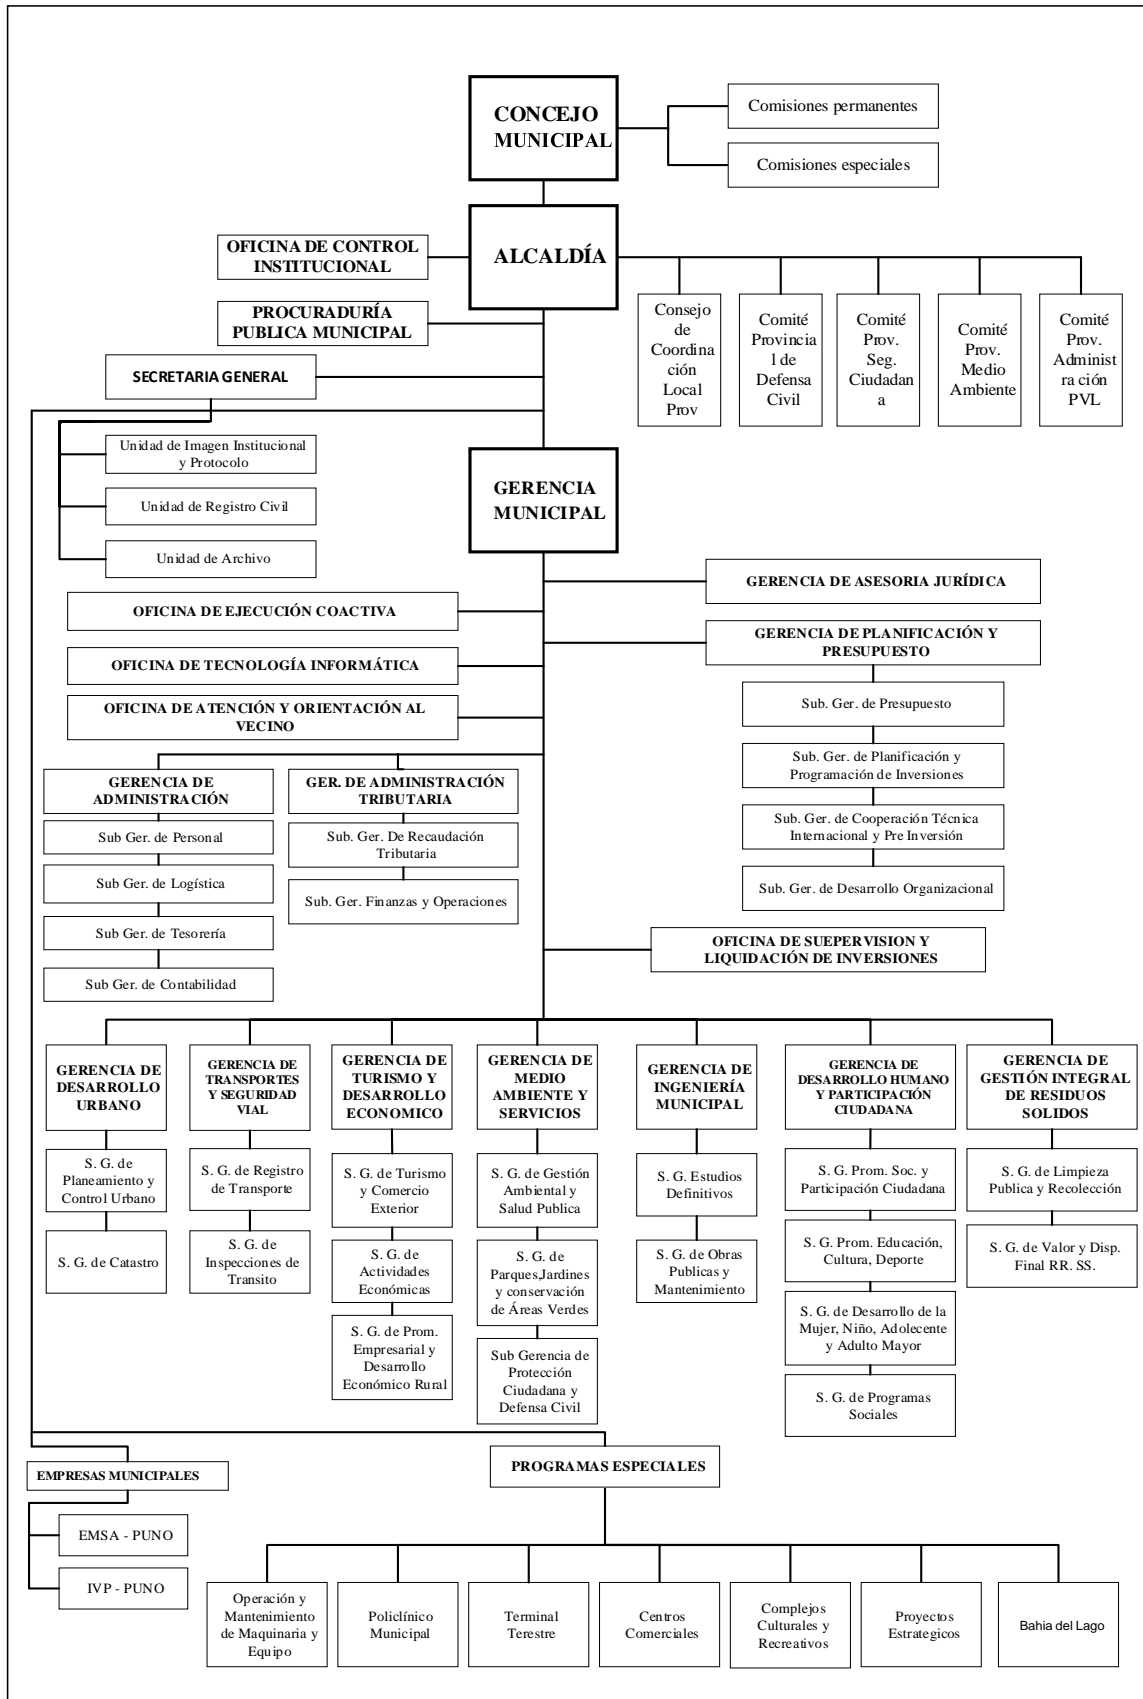 CONCEJO
MUNICIPAL
Comisiones permanentes
Comisiones especiales
ALCALDÍA
OFICINA DE CONTROL
INSTITUCIONAL
PROCURADURÍA
PUBLICA MUNICIPAL
SECRETARIA GENERAL
Consejo
de
Coordina
ción
Local
Prov
Comité
Provincia
l de
Defensa
Civil
Comité
Prov.
Seg.
Ciudadan
a
Comité
Prov.
Medio
Ambiente
Comité
Prov.
Administ
ración
PVL
Unidad de Imagen Institucional
y Protocolo
Unidad de Registro Civil
Unidad de Archivo
GERENCIA
MUNICIPAL
GERENCIA DE ASESORIA JURÍDICA
OFICINA DE EJECUCIÓN COACTIVA
GERENCIA DE PLANIFICACIÓN Y
PRESUPUESTO
OFICINA DE TECNOLOGÍA INFORMÁTICA
OFICINA DE ATENCIÓN Y ORIENTACIÓN AL
VECINO
Sub. Ger. de Presupuesto
Sub. Ger. de Planificación y
Programación de Inversiones
Sub. Ger. de Cooperación Técnica
Internacional y Pre Inversión
Sub. Ger. de Desarrollo Organizacional
GERENCIA DE
ADMINISTRACIÓN
Sub Ger. de Personal
Sub Ger. de Logística
Sub Ger. de Tesorería
Sub Ger. de Contabilidad
GER. DE ADMINISTRACIÓN
TRIBUTARIA
Sub. Ger. De Recaudación
Tributaria
Sub. Ger. Finanzas y Operaciones
OFICINA DE SUEPERVISION Y
LIQUIDACIÓN DE INVERSIONES
GERENCIA DE
DESARROLLO
URBANO
S. G. de
Planeamiento y
Control Urbano
S. G. de Catastro
GERENCIA DE
TRANSPORTES
Y SEGURIDAD
VIAL
S. G. de Registro
de Transporte
S. G. de
Inspecciones de
Transito
GERENCIA DE
TURISMO Y
DESARROLLO
ECONOMICO
S. G. de Turismo
y Comercio
Exterior
S. G. de
Actividades
Económicas
S. G. de Prom.
Empresarial y
Desarrollo
Económico Rural
GERENCIA DE
MEDIO
AMBIENTE Y
SERVICIOS
S. G. de Gestión
Ambiental y
Salud Publica
S. G. de
Parques,Jardines
y conservación
de Áreas Verdes
Sub Gerencia de
Protección
Ciudadana y
Defensa Civil
GERENCIA DE
INGENIERÍA
MUNICIPAL
S. G. Estudios
Definitivos
S. G. de Obras
Publicas y
Mantenimiento
GERENCIA DE
DESARROLLO HUMANO
Y PARTICIPACIÓN
CIUDADANA
S. G. Prom. Soc. y
Participación Ciudadana
S. G. Prom. Educación,
Cultura, Deporte
S. G. de Desarrollo de la
Mujer, Niño, Adolecente
y Adulto Mayor
S. G. de Programas
Sociales
GERENCIA DE
GESTIÓN INTEGRAL
DE RESIDUOS
SOLIDOS
S. G. de Limpieza
Publica y Recolección
S. G. de Valor y Disp.
Final RR. SS.
EMPRESAS MUNICIPALES
EMSA - PUNO
IVP - PUNO
PROGRAMAS ESPECIALES
Operación y
Mantenimiento
de Maquinaria y
Equipo
Policlínico
Municipal
Terminal
Terestre
Centros
Comerciales
Complejos
Culturales y
Recreativos
Proyectos
Estrategicos
Bahia del Lago